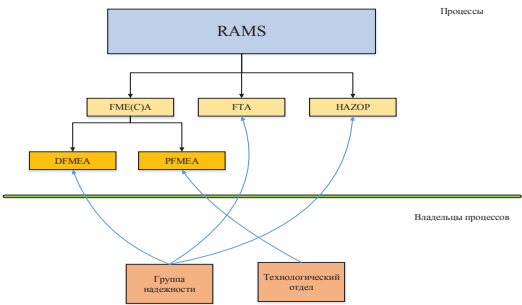 Процессы
RAMS
FME(C)A
FTA
HAZOP
DFMEA
PFMEA
Владельцы процессов
Группа
надежности
Технологический
отдел